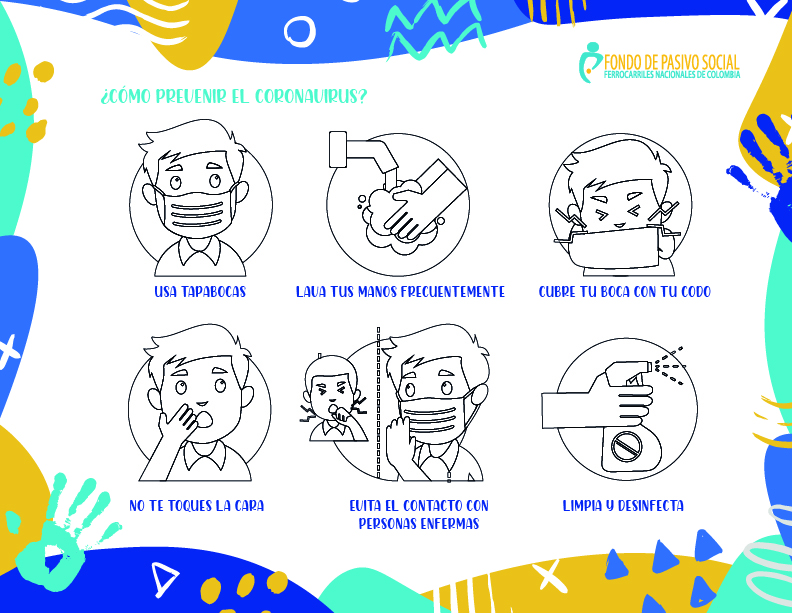 FONDO DE PASIVO SOCIAL
FERROCARRILES NACIONALES DE COLOMBIA
¿CÓMO PREVENIR EL CORONAVIRUS?
USA TAPABOCAS
LAVA TUS MANOS FRECUENTEMENTE
CUBRE TU BOCA CON TU CODO
NO TE TOQUES LA CARA
EVITA EL CONTACTO CON
PERSONAS ENFERMAS
LIMPIA Y DESINFECTA